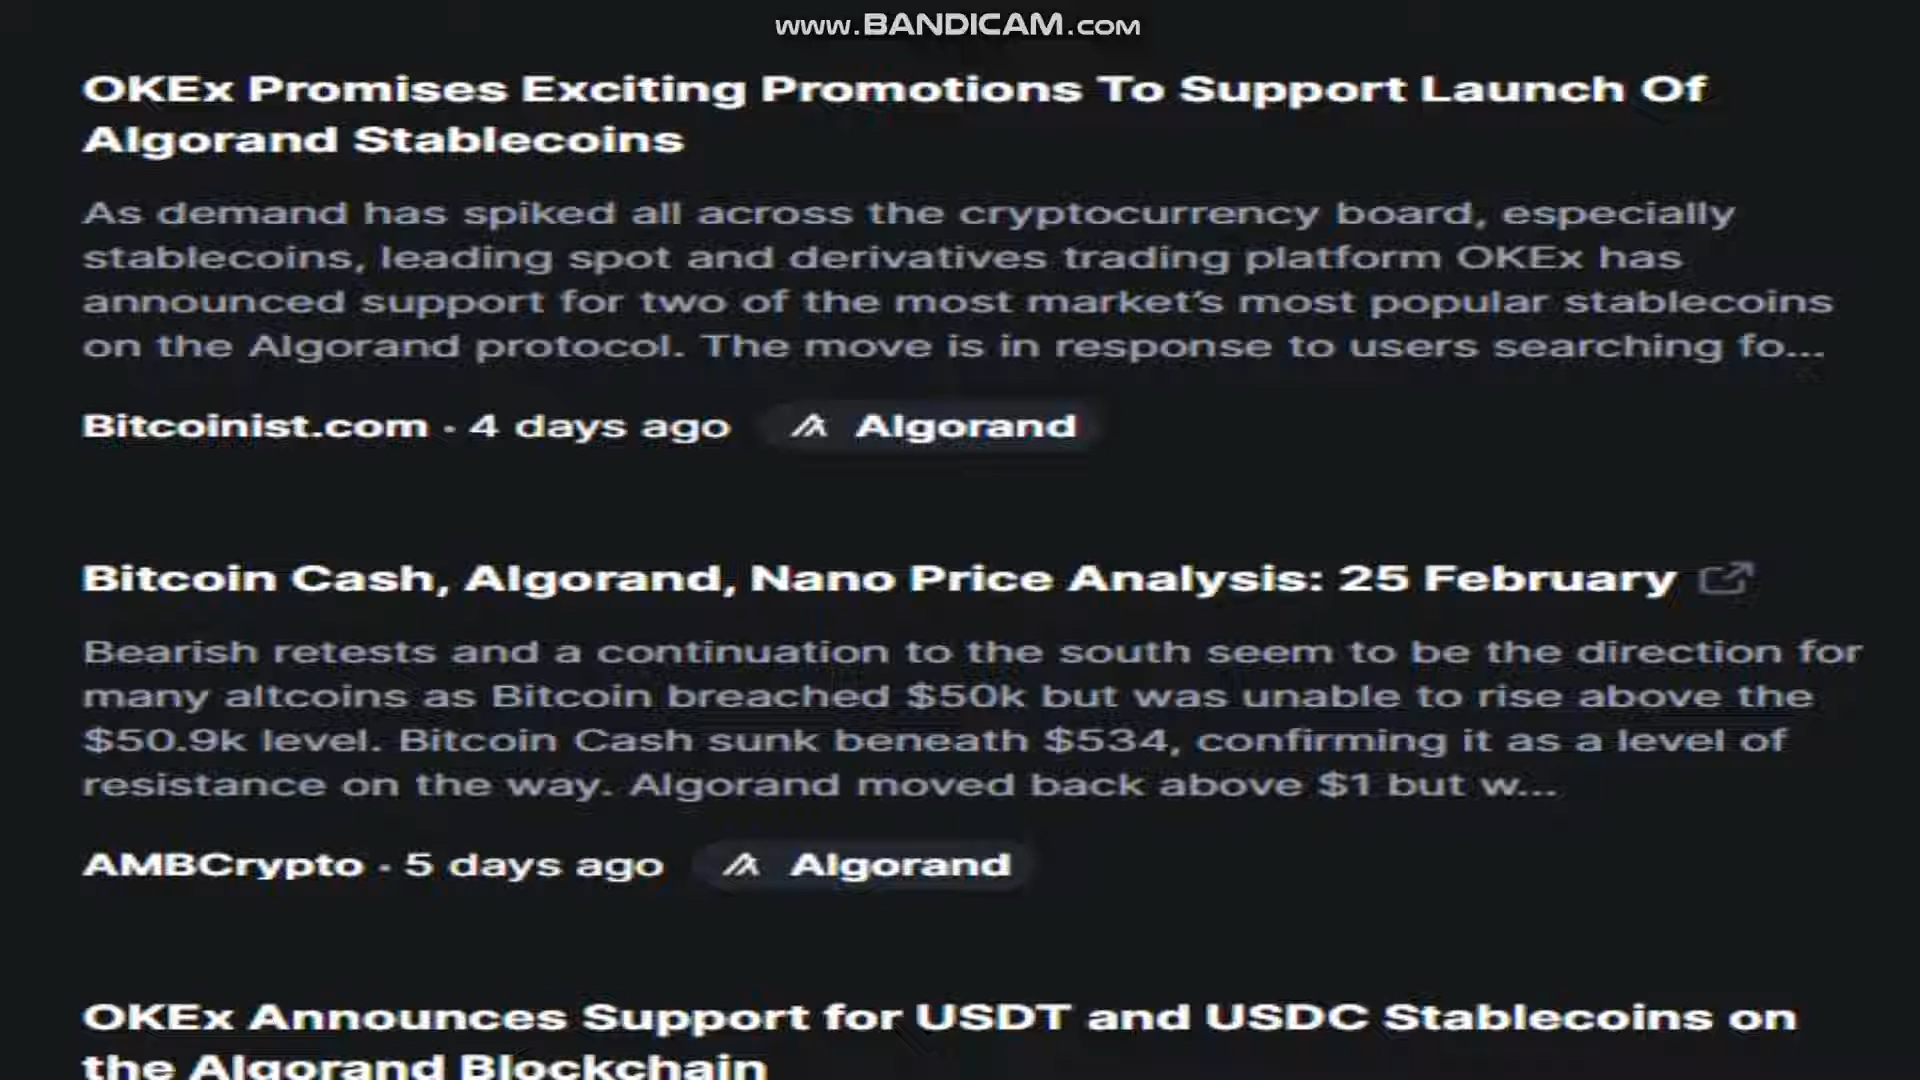 www.BANDICAM.com
OKEx Promises Exciting Promotions To Support Launch Of
Algorand Stablecoins
As demand has spiked all across the cryptocurrency board, especially
stablecoins, leading spot and derivatives trading platform OKEx has
announced support for two of the most market’s most popular stablecoins
on the Algorand protocol. The move is in response to users searching fo...
Bitcoinist.com · 4 days ago Algorand
Bitcoin Cash, Algorand, Nano Price Analysis: 25 February
Bearish retests and a continuation to the south seem to be the direction for
many altcoins as Bitcoin breached $50k but was unable to rise above the
$50.9k level. Bitcoin Cash sunk beneath $534, confirming it as a level of
resistance on the way. Algorand moved back above $1 but w...
AMBCrypto · 5 days ago Algorand
OKEx Announces Support for USDT and USDC Stablecoins on
the Algorand Blockchain